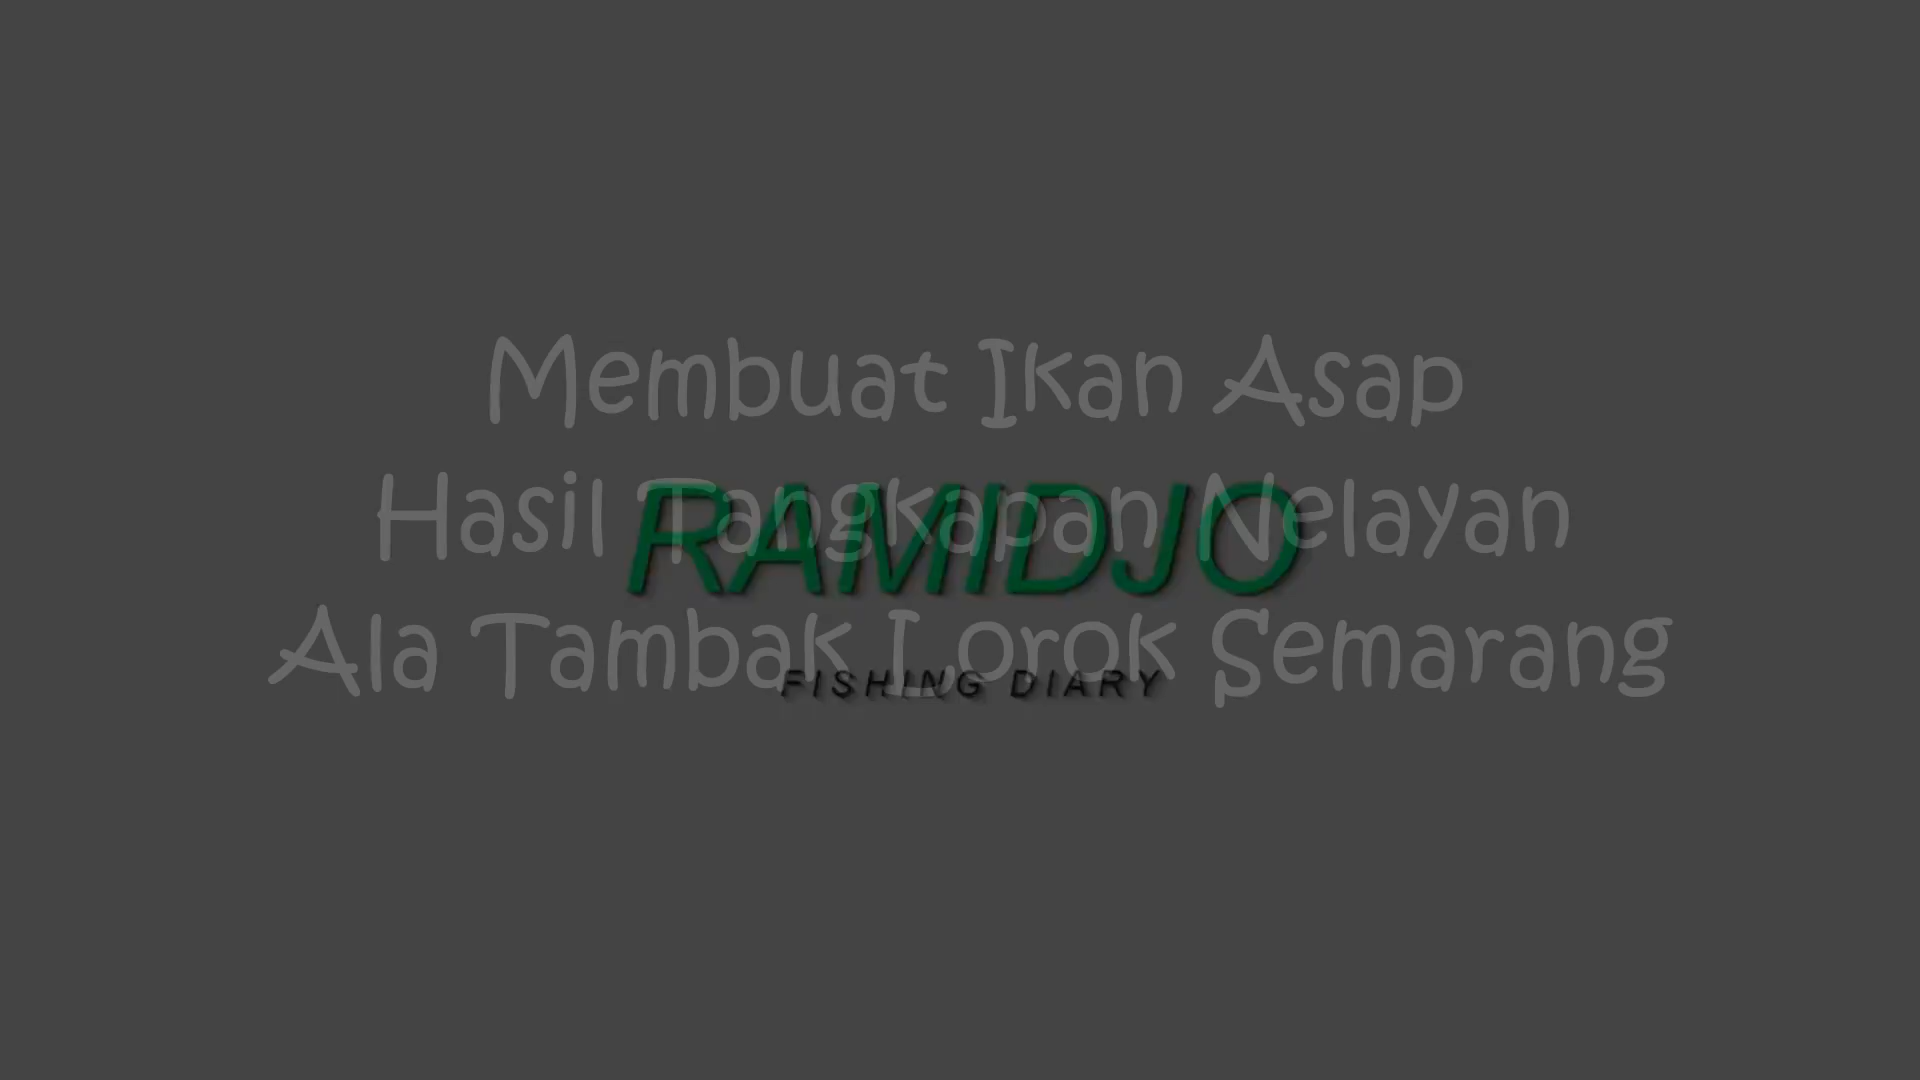 Membuat Ikan Asap
Hasil Tangkapan Nelayan
RAMIDJO
Ala Tambak Lorok Semarang
FISHING DIARY